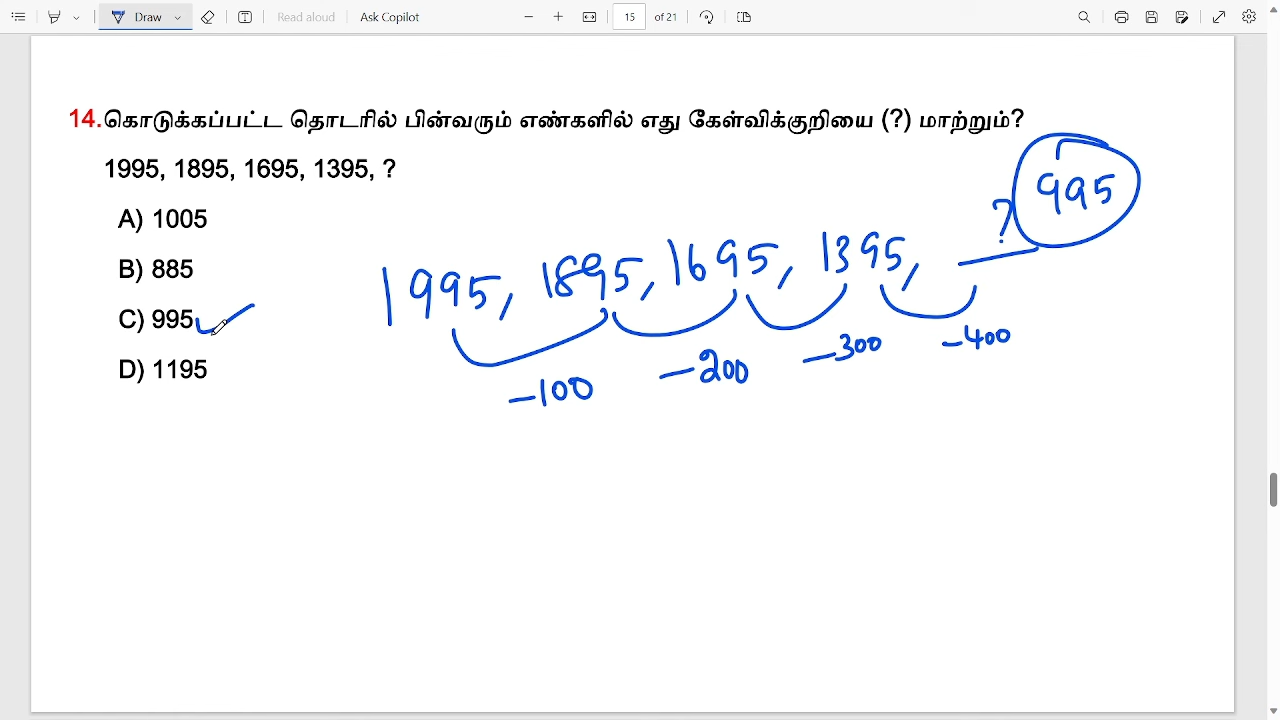 Draw Read aloud Ask Copilot 15 of 21
14.கொடுக்கப்பட்ட தொடரில் பின்வரும் எண்களில் எது கேள்விக்குறியை (?) மாற்றும்?
1995, 1895, 1695, 1395, ?
A) 1005
B) 885
C) 995
D) 1195
995
1995, 1895, 1695, 1395, ?
-100 -200 -300 -400